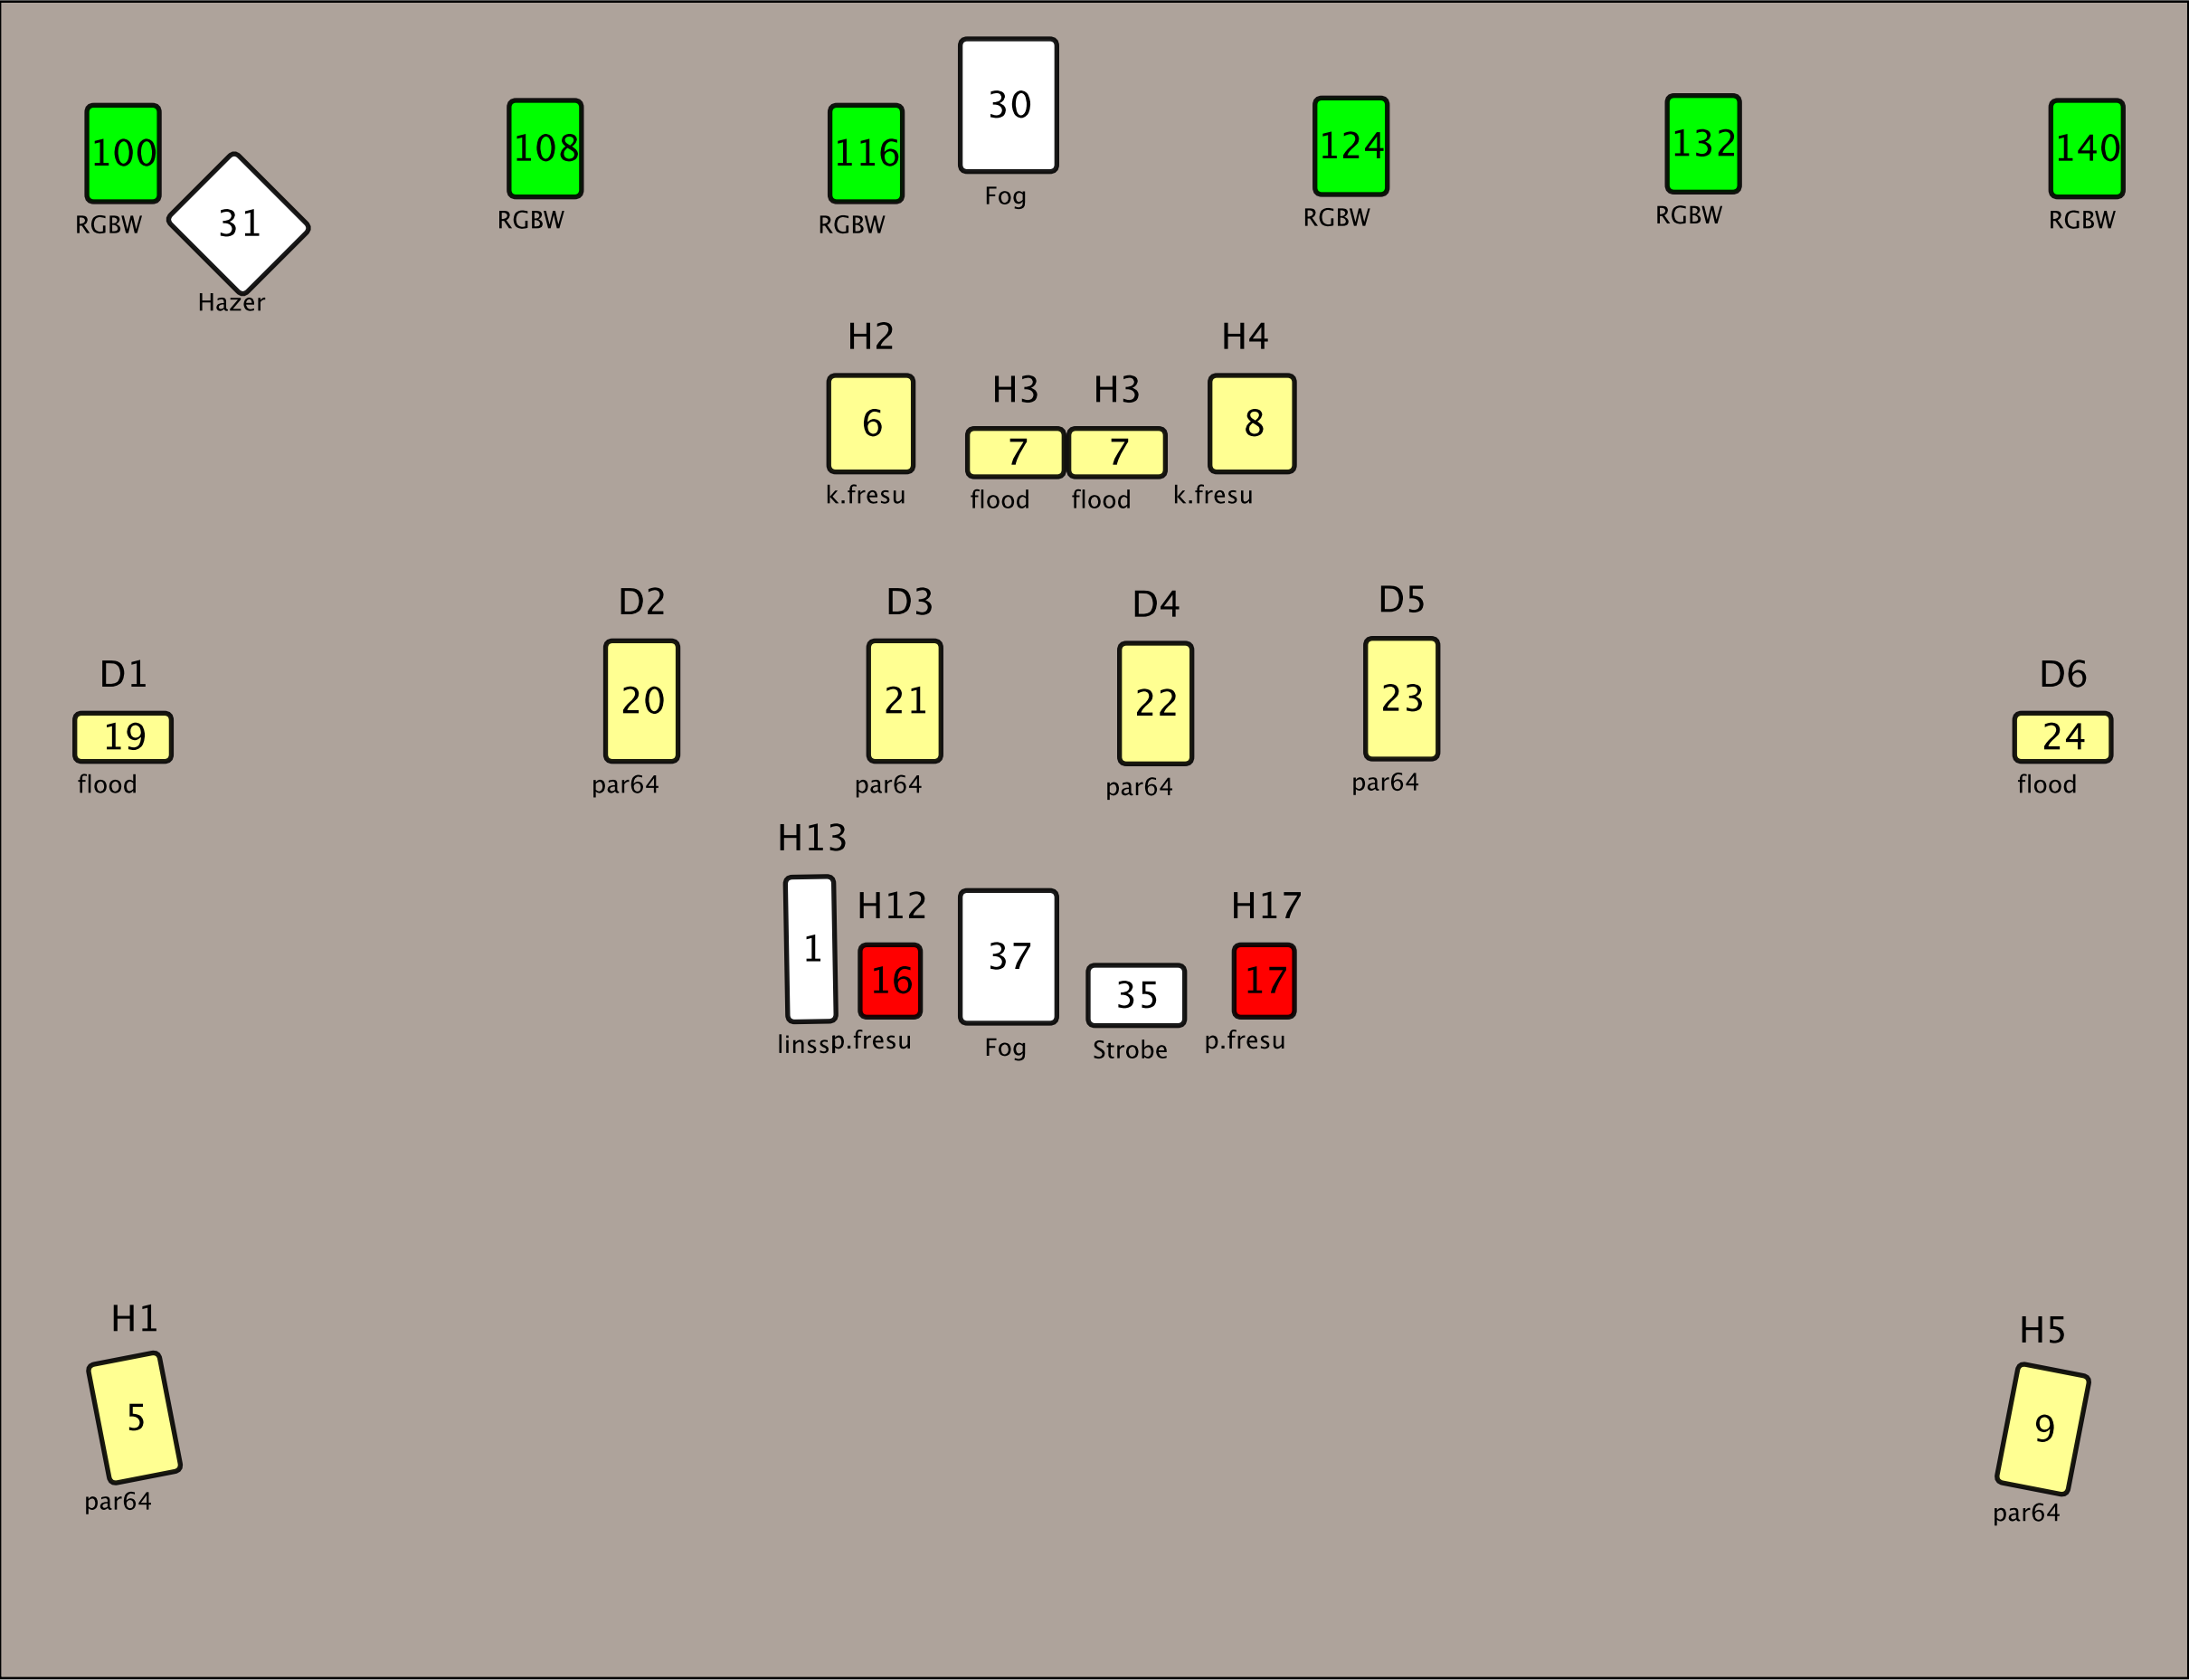 30
100
108
116
124
132
140
Fog
RGBW
RGBW
RGBW
RGBW
RGBW
RGBW
31
Hazer
H2
H4
H3
H3
6
7
7
8
k.fresu
flood
flood
k.fresu
D2
D3
D4
D5
D1
D6
20
21
22
23
19
24
par64
par64
par64
par64
flood
flood
H13
H12
H17
1
16
37
35
17
linss
p.fresu
Fog
Strobe
p.fresu
H1
H5
5
9
par64
par64